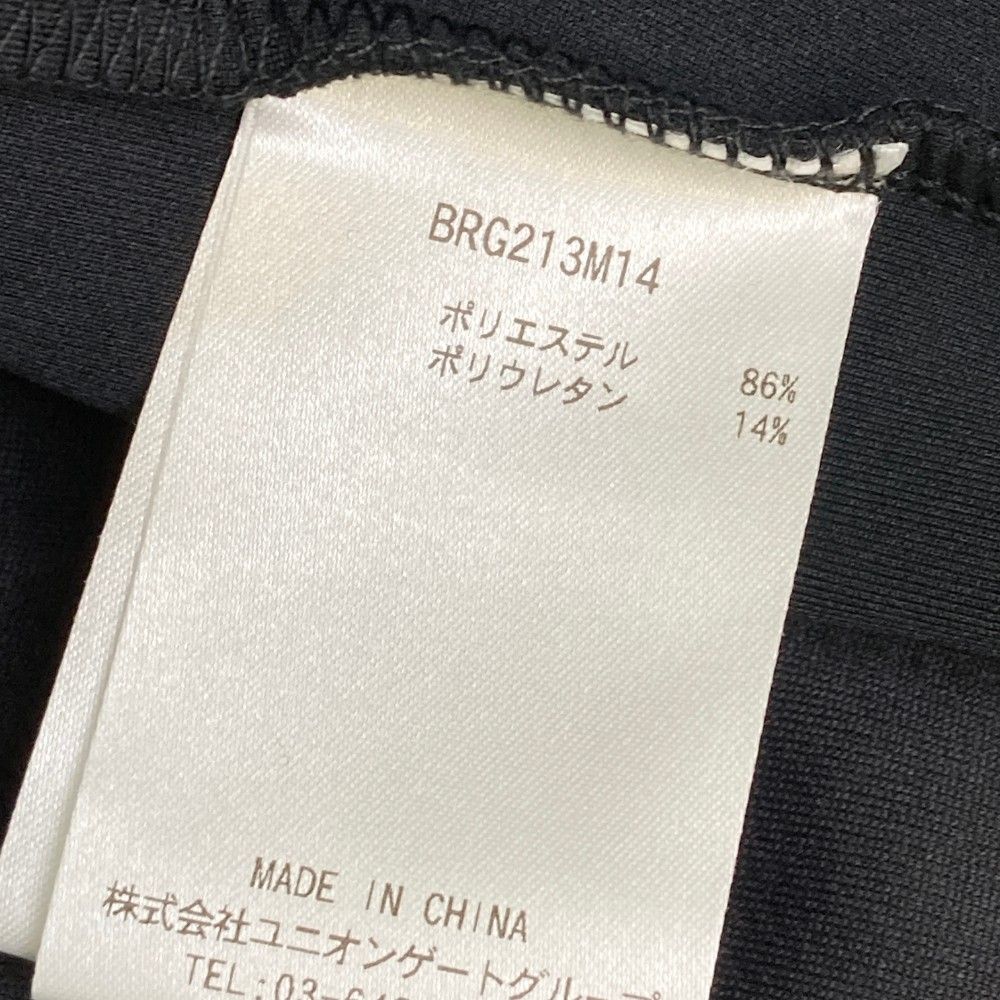 BRG213M14
ポリエステル 86%
ポリウレタン 14%
MADE IN CHINA
株式会社ユニオンゲートグループ
TEL:03-64